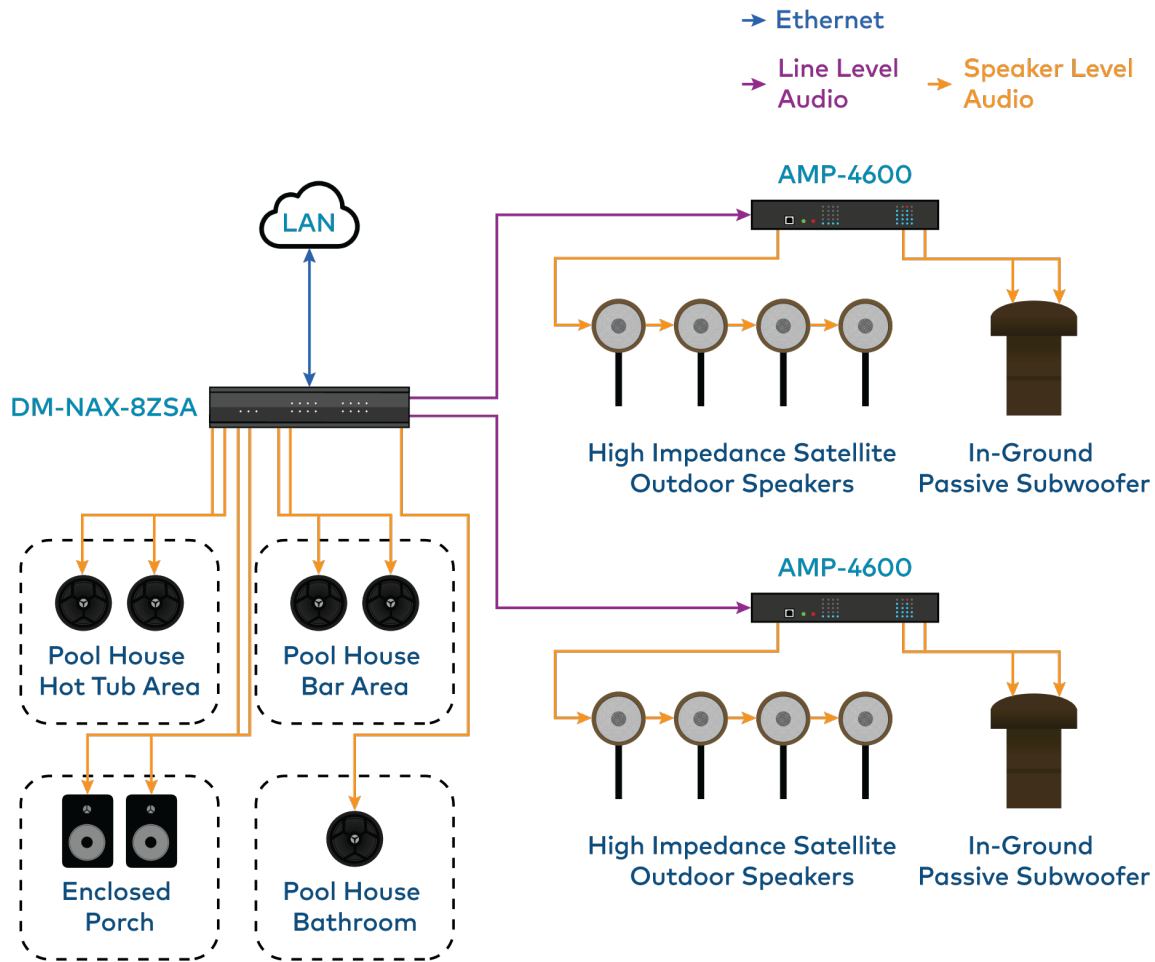 Ethernet
Line Level
Audio
Speaker Level
Audio
AMP-4600
LAN
DM-NAX-8ZSA
High Impedance Satellite
Outdoor Speakers
In-Ground
Passive Subwoofer
AMP-4600
Pool House
Hot Tub Area
Pool House
Bar Area
High Impedance Satellite
Outdoor Speakers
In-Ground
Passive Subwoofer
Enclosed
Porch
Pool House
Bathroom